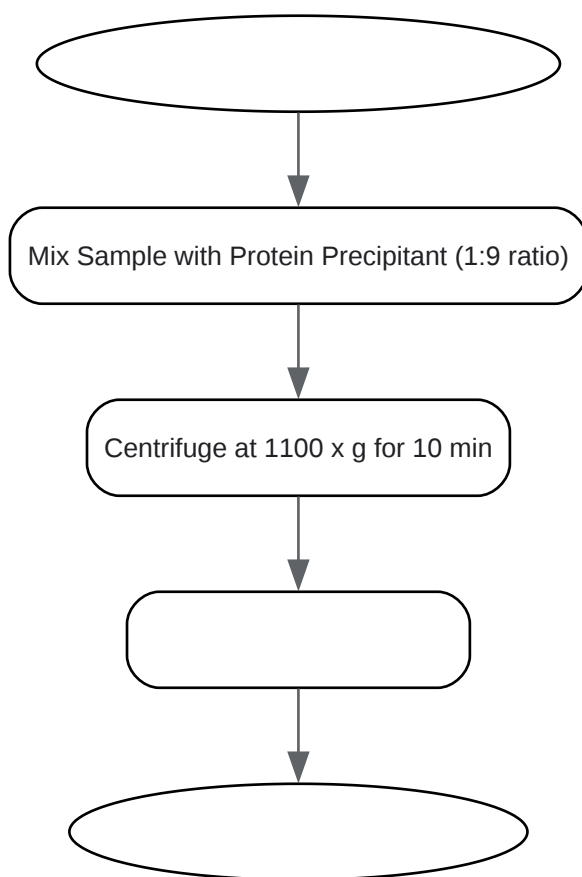 Mix Sample with Protein Precipitant (1:9 ratio)
Centrifuge at 1100 x g for 10 min